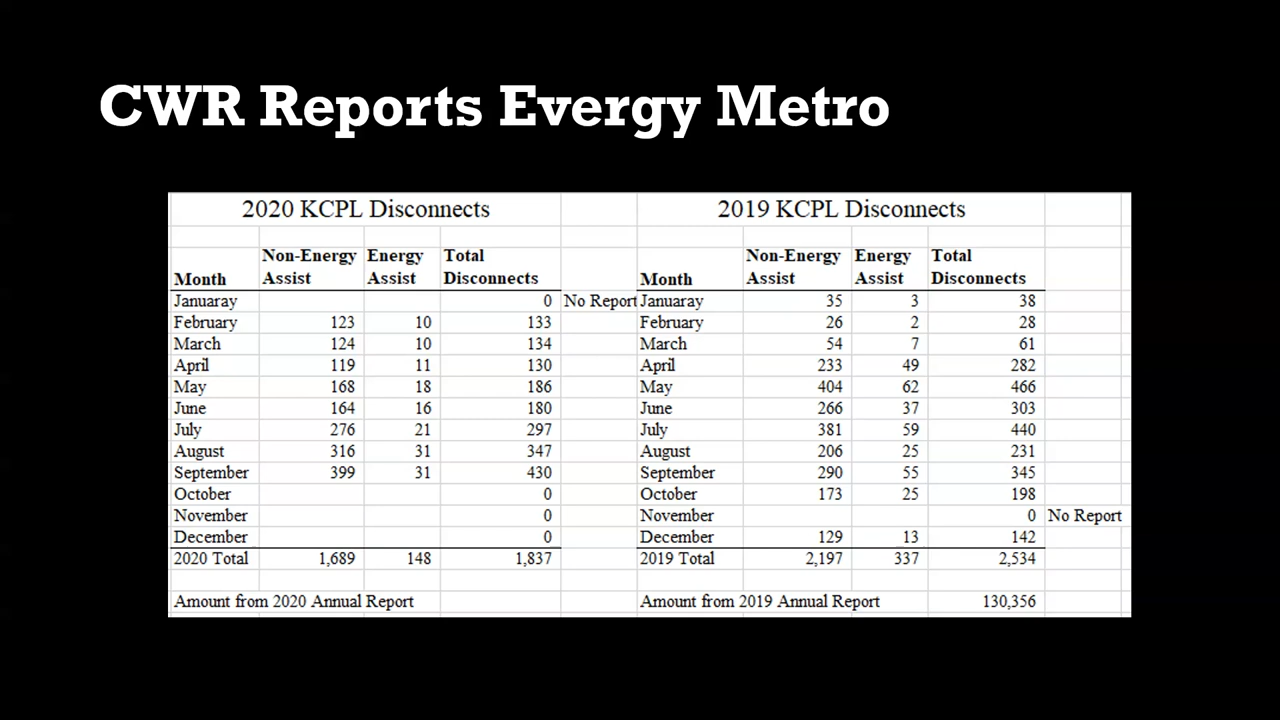 CWR Reports Evergy Metro
2020 KCPL Disconnects 2019 KCPL Disconnects
Non-Energy Energy Total Non-Energy Energy Total
Month Assist Assist Disconnects Month Assist Assist Disconnects
Januaray 0 No Report Januaray 35 3 38
February 123 10 133 February 26 2 28
March 124 10 134 March 54 7 61
April 119 11 130 April 233 49 282
May 168 18 186 May 404 62 466
June 164 16 180 June 266 37 303
July 276 21 297 July 381 59 440
August 316 31 347 August 206 25 231
September 399 31 430 September 290 55 345
October 0 October 173 25 198
November 0 November 0 No Report
December 0 December 129 13 142
2020 Total 1,689 148 1,837 2019 Total 2,197 337 2,534
Amount from 2020 Annual Report Amount from 2019 Annual Report 130,356